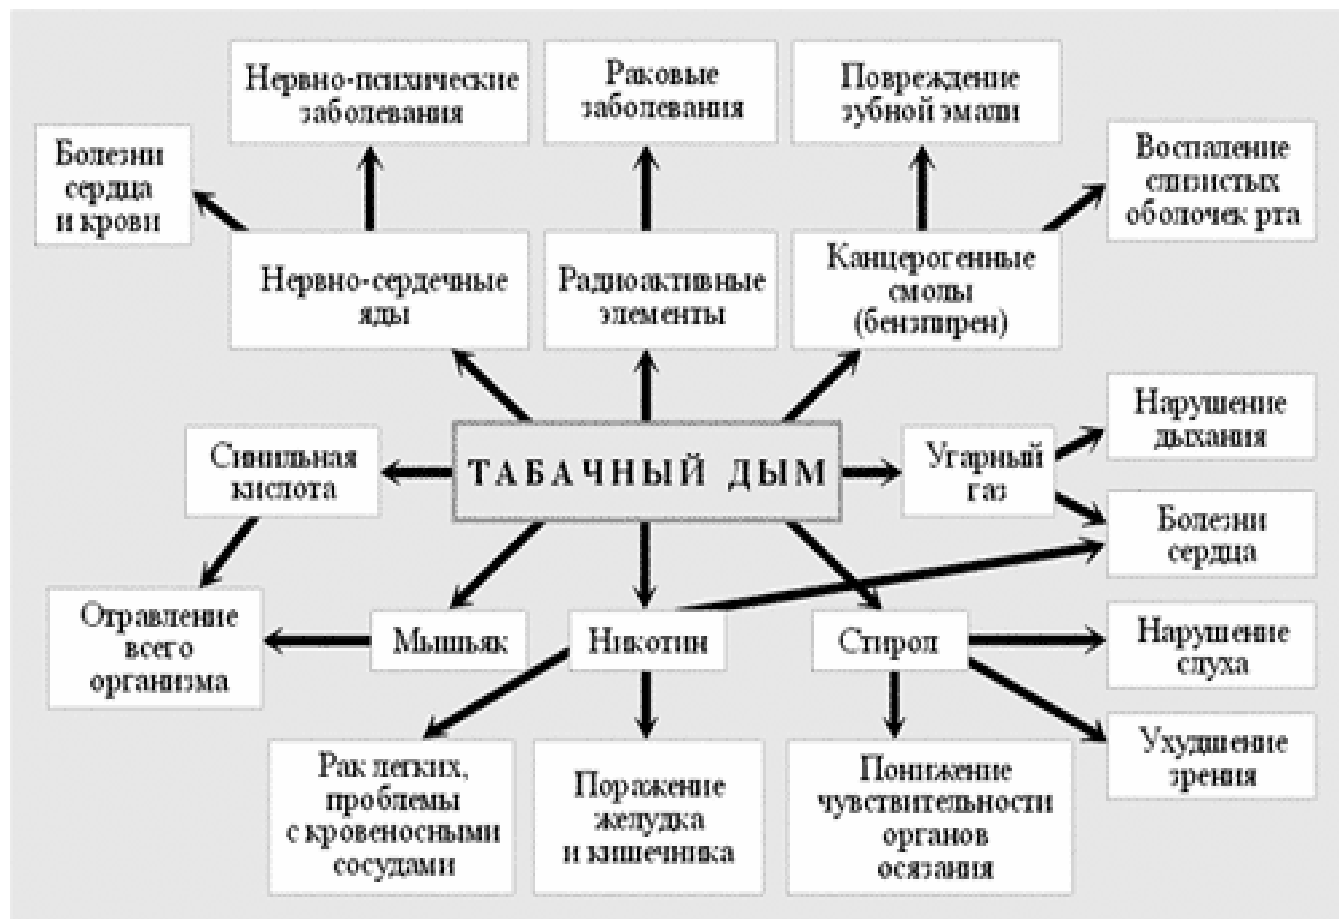 Нервно-психические
заболевания
Раковые
заболевания
Повреждение
зубной эмали
Болезни
сердца
и крови
Воспаление
слизистых
оболочек рта
Нервно-сердечные
яды
Радиоактивные
элементы
Канцерогенные
смолы
(бензпирен)
Синильная
кислота
ТАБАЧНЫЙ ДЫМ
Угарный
газ
Нарушение
дыхания
Болезни
сердца
Отравление
всего
организма
Мышьяк
Никотин
Стирол
Нарушение
слуха
Ухудшение
зрения
Рак легких,
проблемы
с кровеносными
сосудами
Поражение
желудка
и кишечника
Понижение
чувствительности
органов
осязания